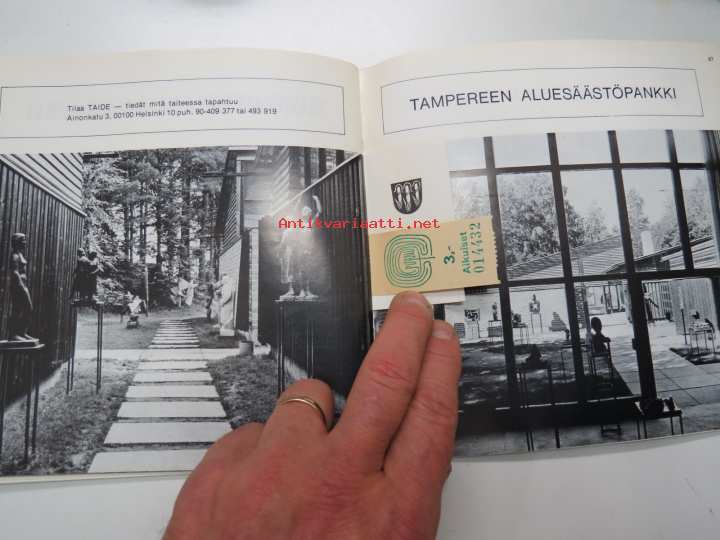 Tilaa TAIDE — tiedät mitä taiteessa tapahtuu
Ainonkatu 3, 00100 Helsinki 10 puh. 90-409 377 tai 493 919
TAMPEREEN ALUESÄÄSTÖPANKKI
Antikvariaatti.net
3,-
Aikuiset
014432